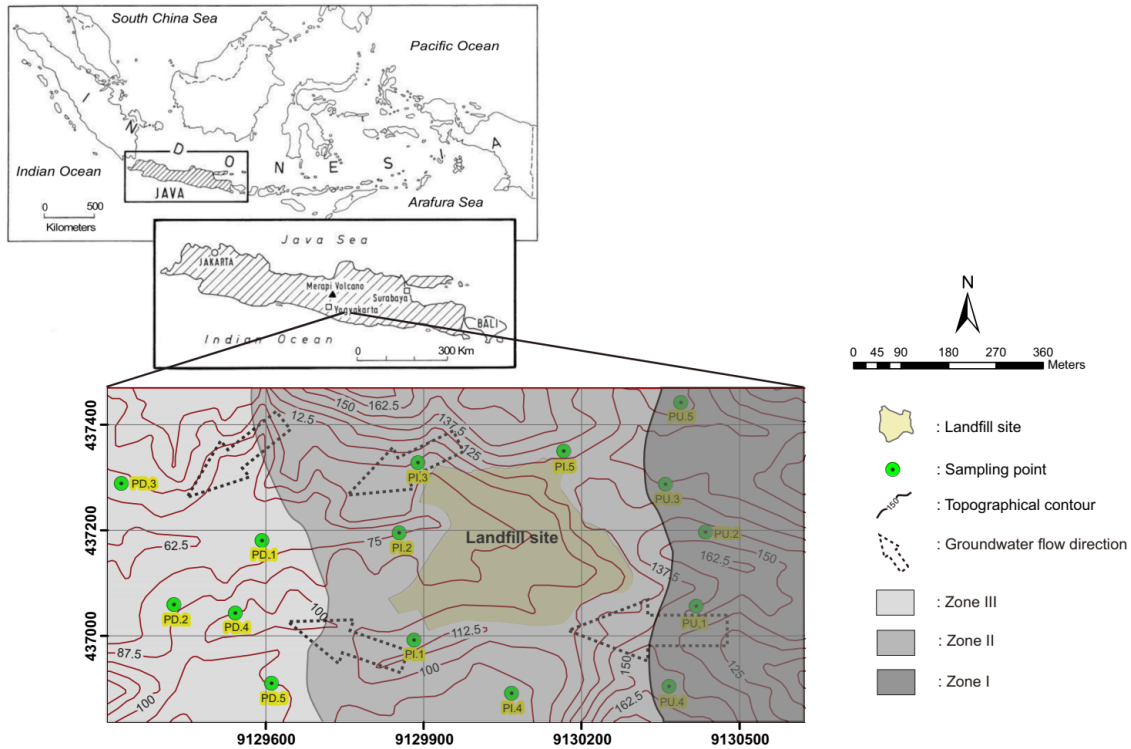 South China Sea
Pacific Ocean
I N D O N E S I A
Indian Ocean
JAVA
Arafura Sea
0 500
Kilometers
Java Sea
JAKARTA
Merapi Volcano
Surabaya
Yogyakarta
BALI
Indian Ocean
0 300 Km
N
0 45 90 180 270 360
Meters
: Landfill site
: Sampling point
150
: Topographical contour
: Groundwater flow direction
: Zone III
: Zone II
: Zone I
437400
437200
437000
12.5
150
162.5
137.5
125
PU.5
PI.5
PI.3
PD.3
PU.3
Landfill site
PU.2
PI.2
75
62.5
PD.1
150
162.5
137.5
PD.2
PD.4
100
112.5
PU.1
PI.1
87.5
100
150
125
100
PD.5
PI.4
PU.4
162.5
9129600
9129900
9130200
9130500